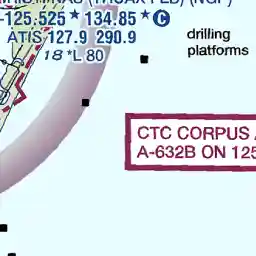 -125.525 * 134.85 * C
ATIS 127.9 290.9
18 *L 80
drilling
platforms
CTC CORPUS
A-632B ON 125